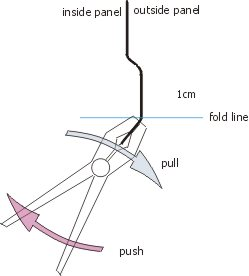 inside panel outside panel
1cm
fold line
pull
push